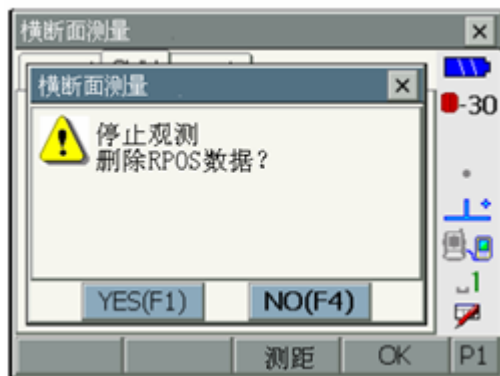 横断面测量
横断面测量
停止观测
删除RPOS数据?
YES(F1)
NO(F4)
-30
1
测距
OK
P1